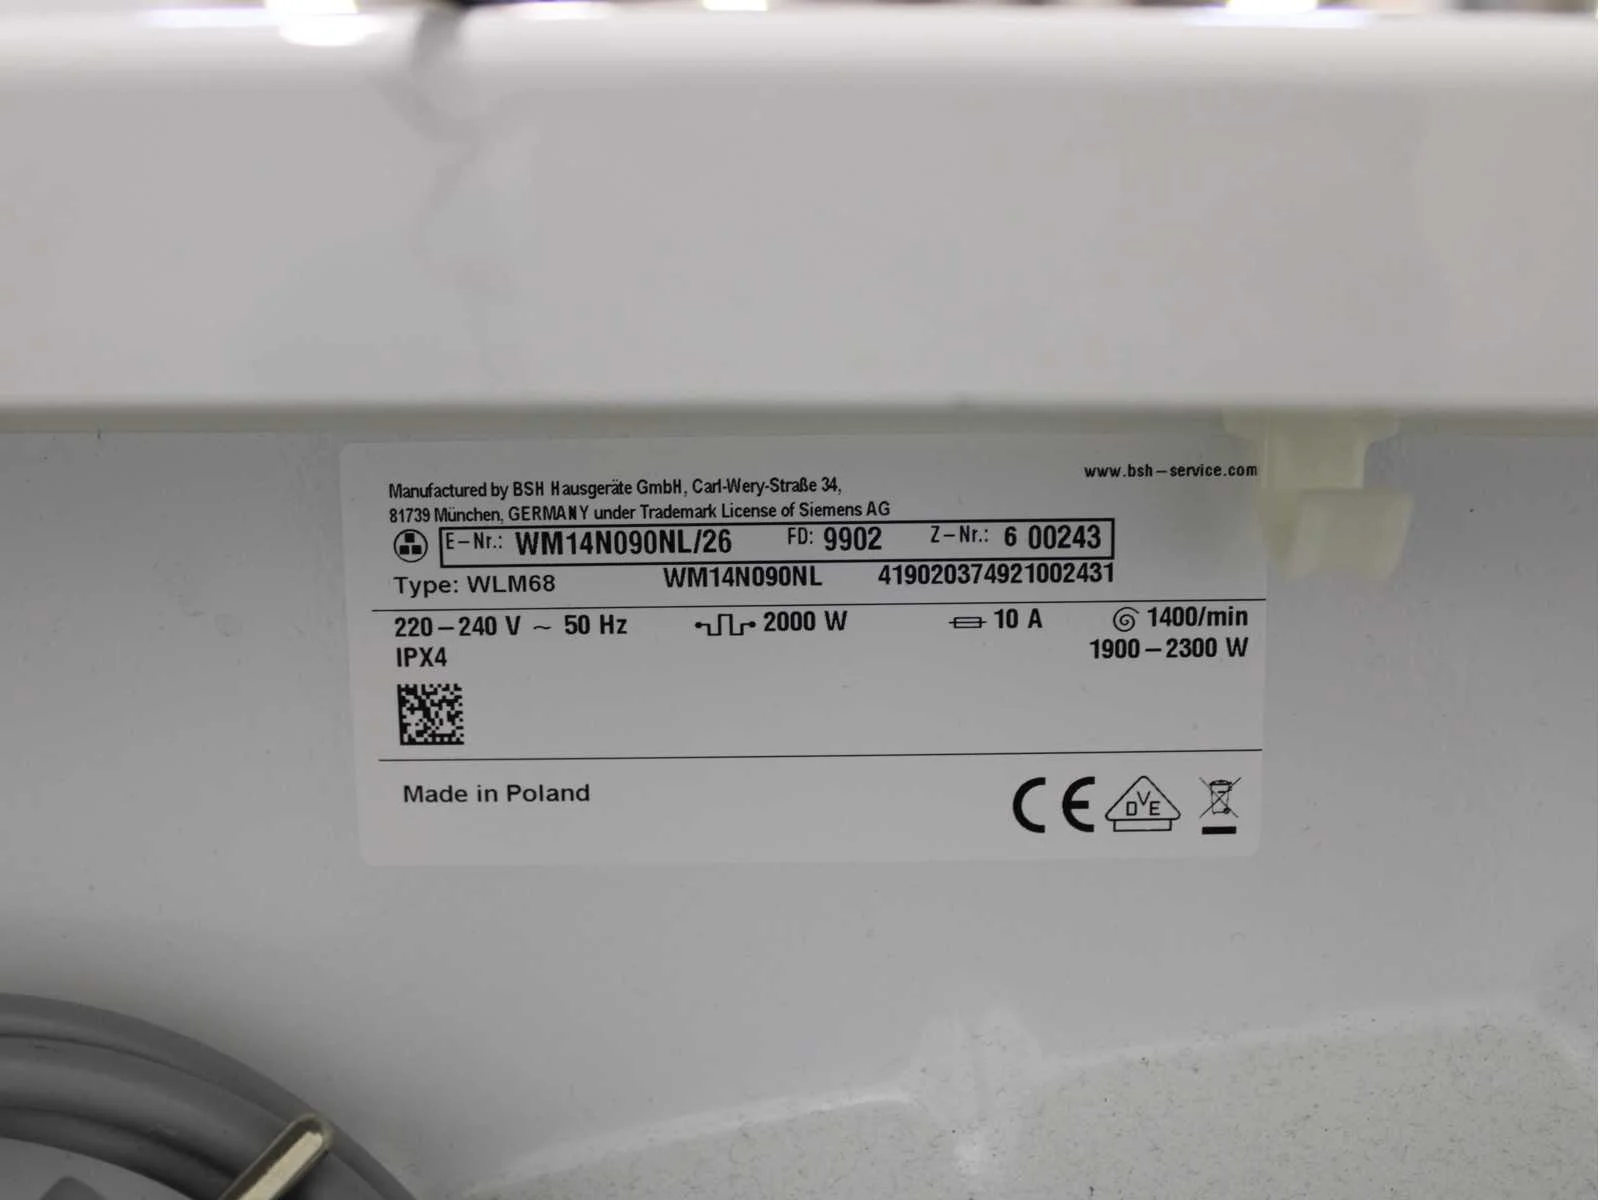 Manufactured by BSH Hausgeräte GmbH, Carl-Wery-Straße 34,
81739 München, GERMANY under Trademark License of Siemens AG
www.bsh-service.com
E-Nr.: WM14N090NL/26 FD: 9902 Z-Nr.: 6 00243
Type: WLM68 WM14N090NL 419020374921002431
220-240 V ~ 50 Hz 2000 W 10 A 1400/min
IPX4 1900-2300 W
Made in Poland
CE DVE